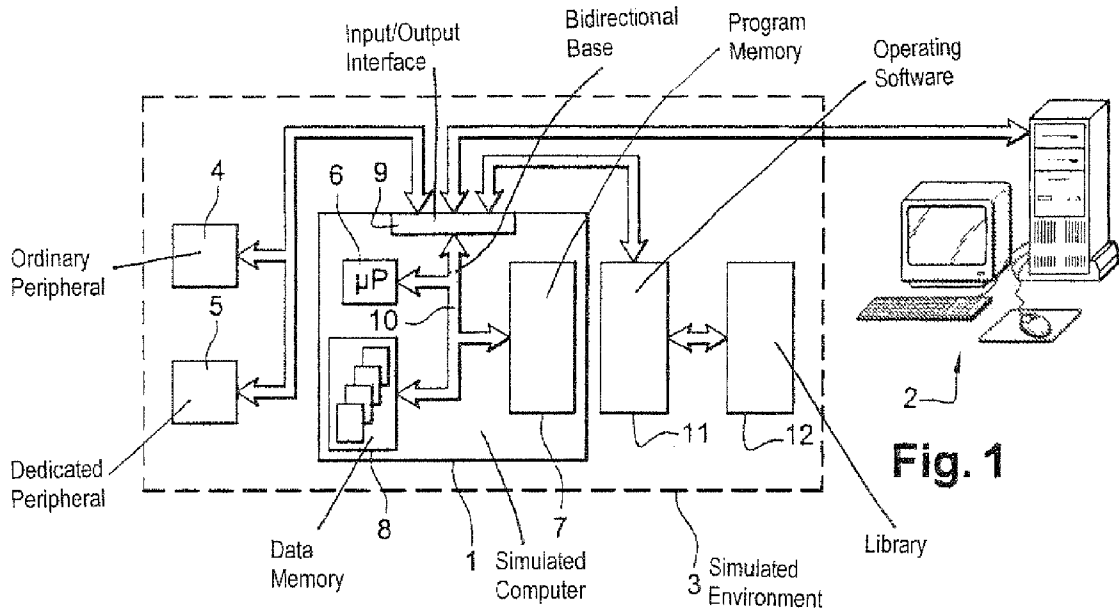 Input/Output
Interface
Bidirectional
Base
Program
Memory
Operating
Software
4
Ordinary
Peripheral
5
Dedicated
Peripheral
6
9
μP
10
8
Data
Memory
1
Simulated
Computer
7
11
12
3
Simulated
Environment
Library
2
Fig. 1